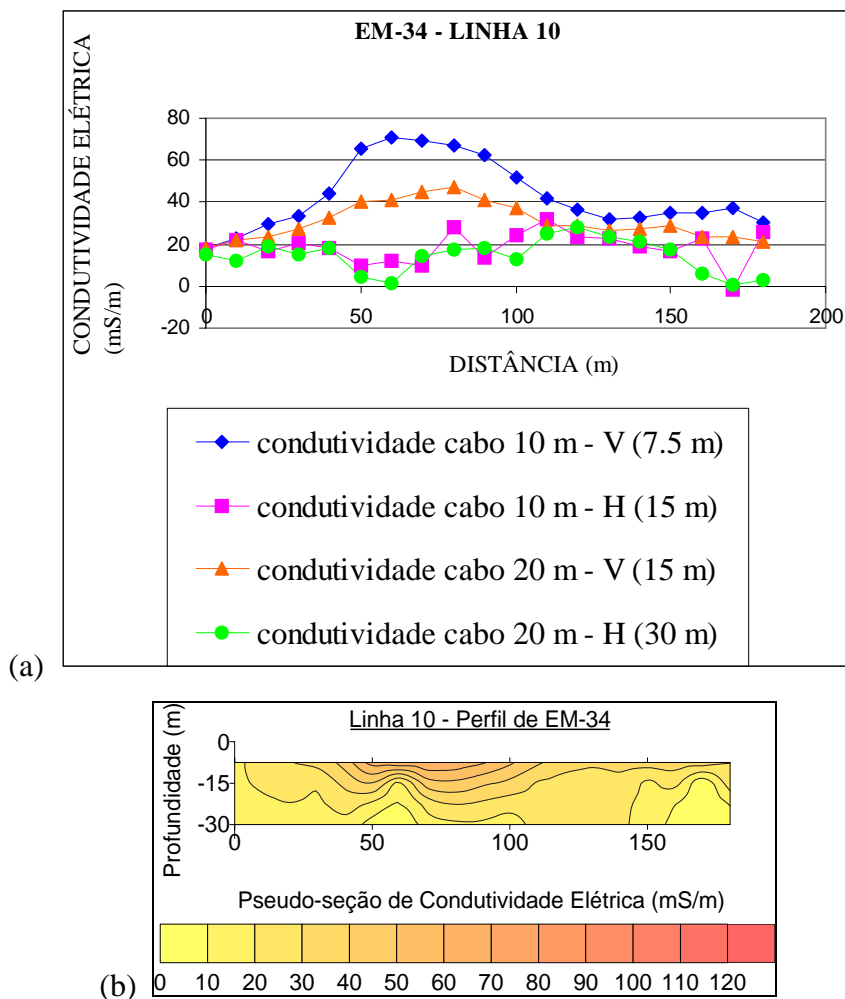 EM-34 - LINHA 10
CONDUTIVIDADE ELÉTRICA
(mS/m)
80
60
40
20
0
-20
0
50
100
150
200
DISTÂNCIA (m)
condutividade cabo 10 m - V (7.5 m)
condutividade cabo 10 m - H (15 m)
condutividade cabo 20 m - V (15 m)
condutividade cabo 20 m - H (30 m)
(a)
Linha 10 - Perfil de EM-34
Profundidade (m)
0
-15
-30
0
50
100
150
Pseudo-seção de Condutividade Elétrica (mS/m)
0 10 20 30 40 50 60 70 80 90 100 110 120
(b)